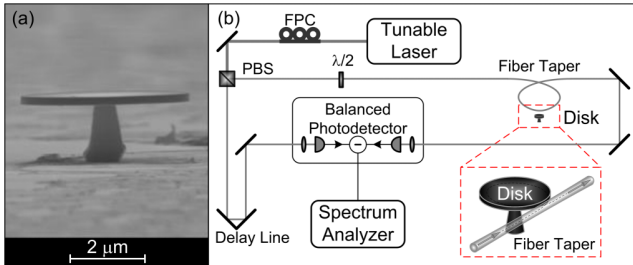 (a)
2 μm
(b)
FPC
Tunable
Laser
PBS
λ/2
Fiber Taper
Balanced
Photodetector
Disk
−
Delay Line
Spectrum
Analyzer
Disk
Fiber Taper